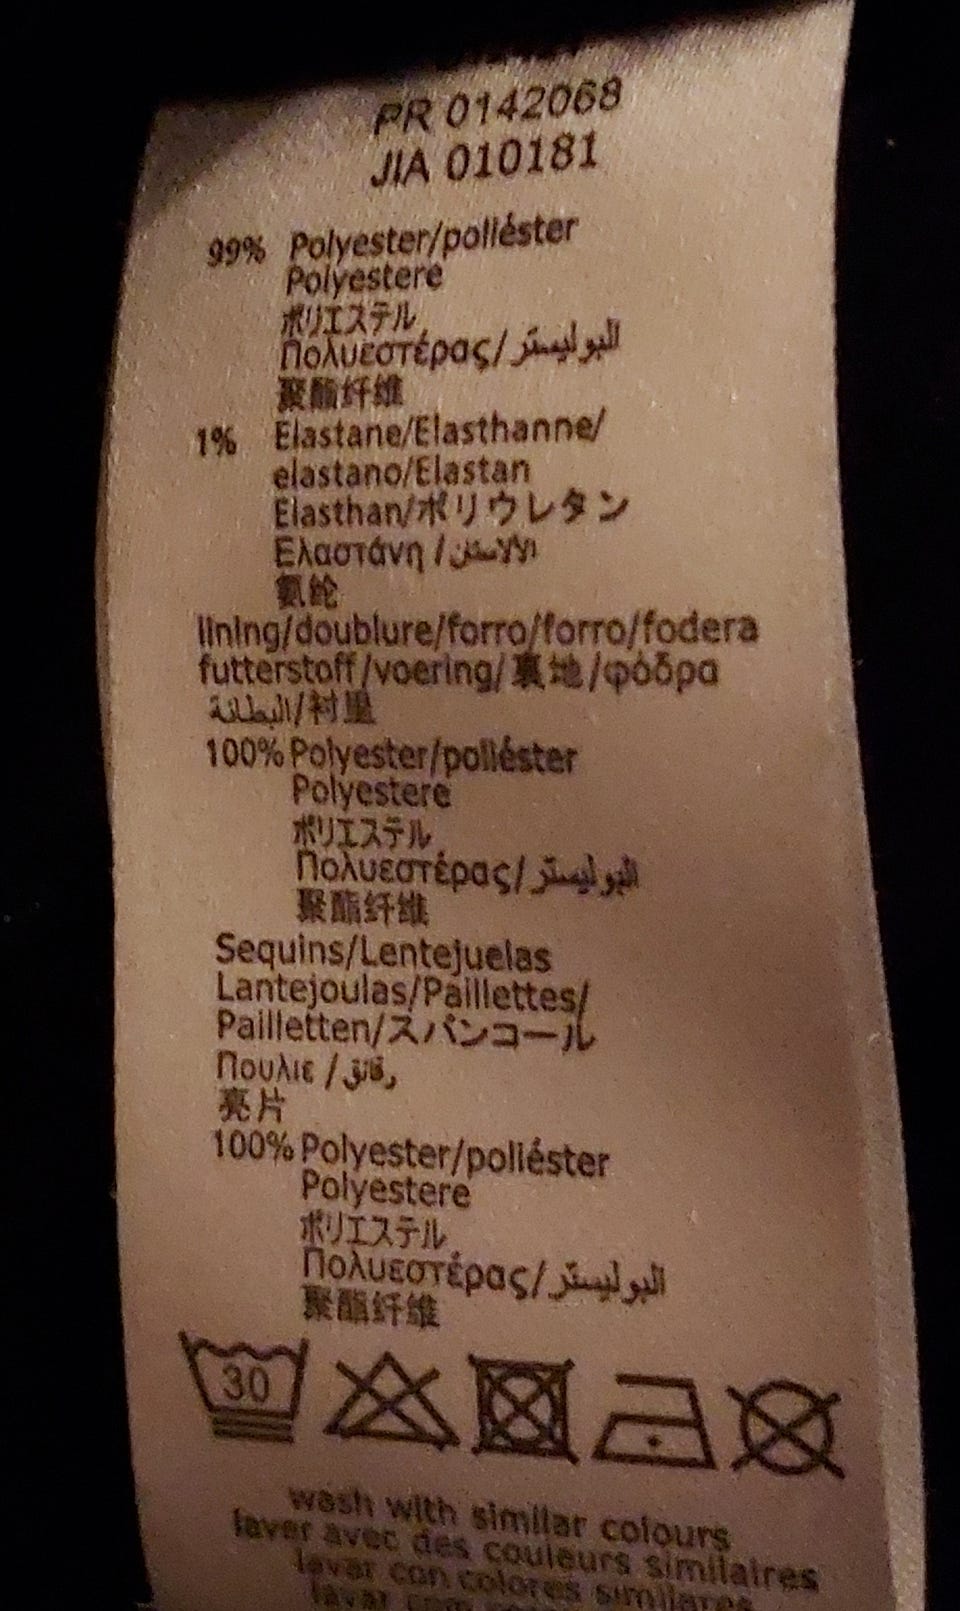 PR 0142068
JIA 010181
99% Polyester/poliéster
Polyestere
ポリエステル
Πολυεστέρας/البوليستر
聚酯纤维
1% Elastane/Elasthanne/
elastano/Elastan
Elasthan/ポリウレタン
Ελαστάνη /الالاستان
氨纶
lining/doublure/forro/forro/fodera
futterstoff/voering/裏地/φόδρα
البطانة/衬里
100% Polyester/poliéster
Polyestere
ポリエステル
Πολυεστέρας/البوليستر
聚酯纤维
Sequins/Lentejuelas
Lantejoulas/Paillettes/
Pailletten/スパンコール
Πουλιε /رقائق
亮片
100% Polyester/poliéster
Polyestere
ポリエステル
Πολυεστέρας/البوليستر
聚酯纤维
30
wash with similar colours
laver avec des couleurs similaires
lavar con colores similares
lavar com